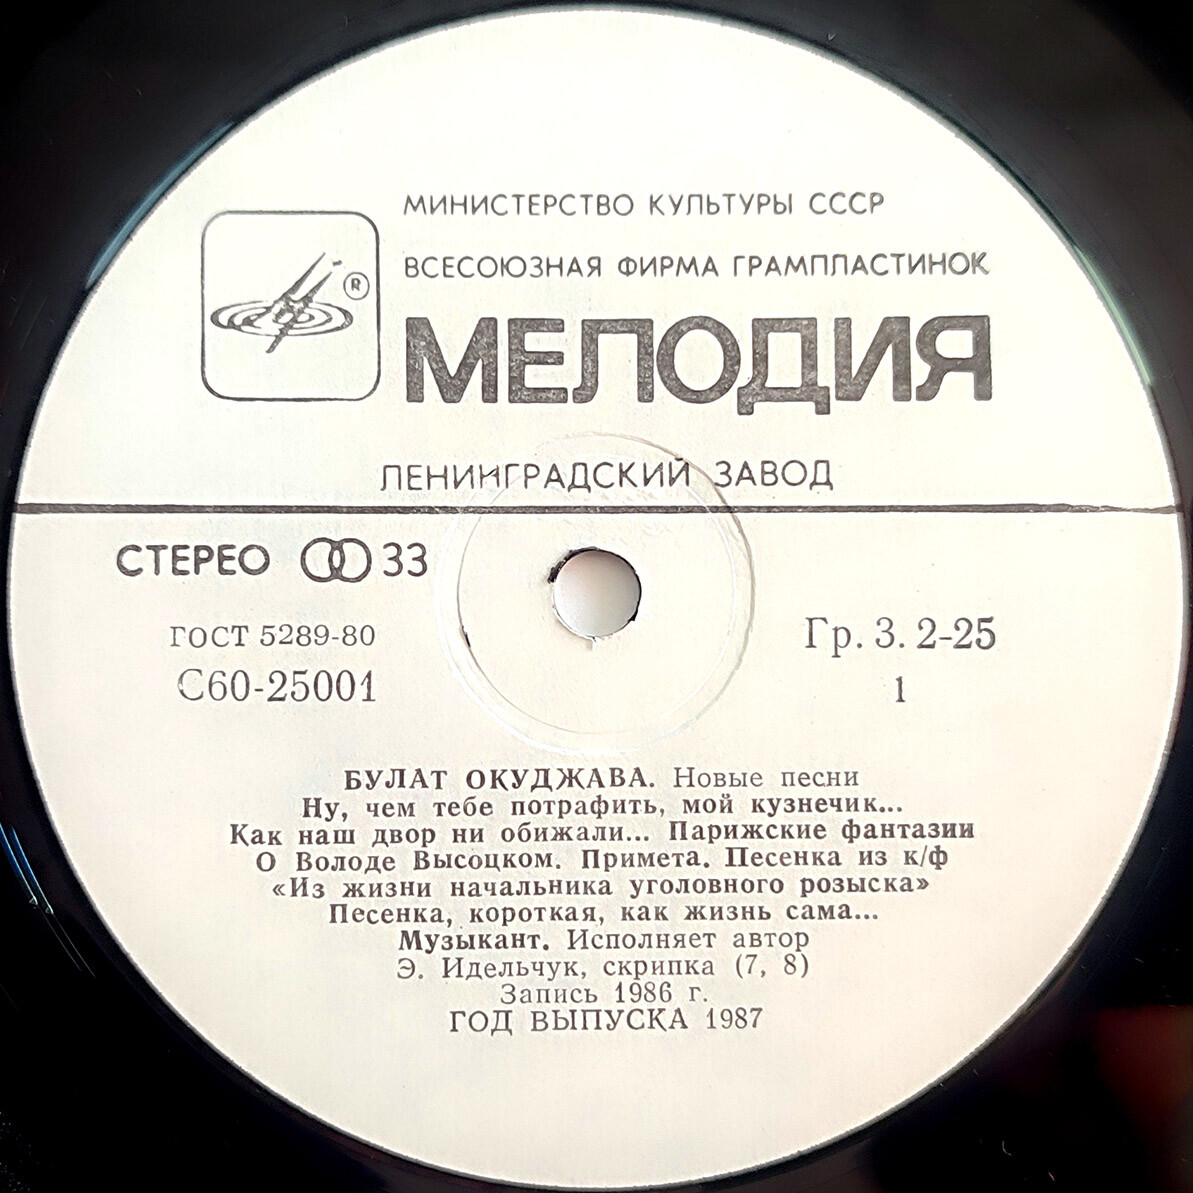 МИНИСТЕРСТВО КУЛЬТУРЫ СССР
ВСЕСОЮЗНАЯ ФИРМА ГРАМПЛАСТИНОК
®
МЕЛОДИЯ
ЛЕНИНГРАДСКИЙ ЗАВОД
СТЕРЕО 33
ГОСТ 5289-80
С60-25001
Гр. 3. 2-25
1
БУЛАТ ОКУДЖАВА. Новые песни
Ну, чем тебе потрафить, мой кузнечик...
Как наш двор ни обижали... Парижские фантазии
О Володе Высоцком. Примета. Песенка из к/ф
«Из жизни начальника уголовного розыска»
Песенка, короткая, как жизнь сама...
Музыкант. Исполняет автор
Э. Идельчук, скрипка (7, 8)
Запись 1986 г.
ГОД ВЫПУСКА 1987